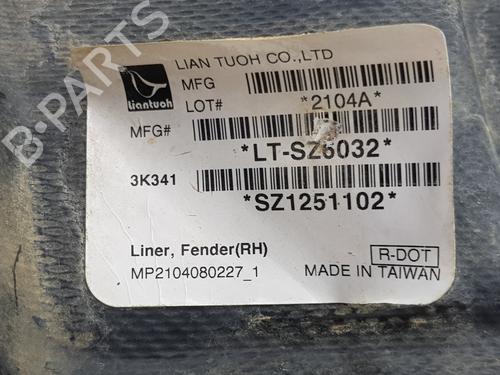 LIAN TUOH CO.,LTD
Liantuoh
MFG
LOT#
*2104A*
MFG#
*LT-SZ6032*
3K341
*SZ1251102*
Liner, Fender(RH)
R-DOT
MP2104080227_1
MADE IN TAIWAN
B-PARTS